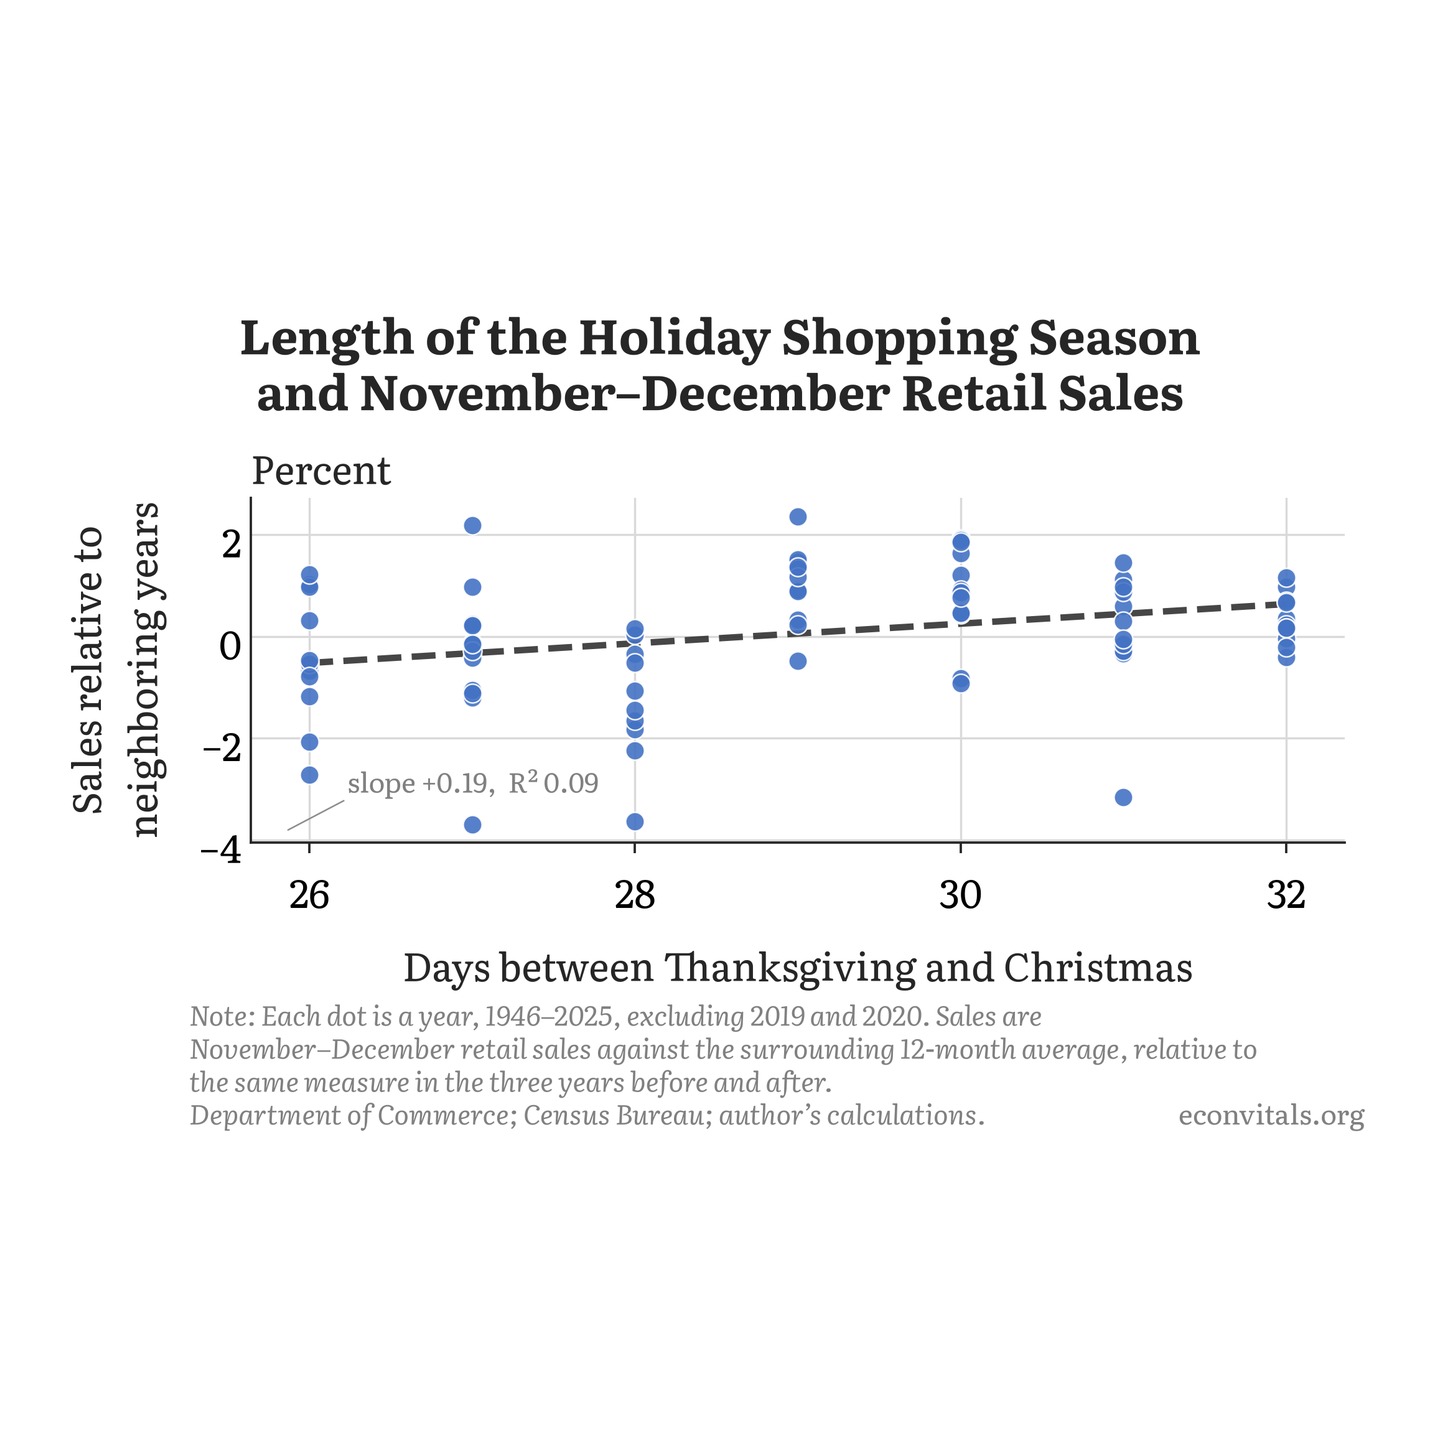 Length of the Holiday Shopping Season
and November–December Retail Sales
Percent
Sales relative to
neighboring years
2
0
−2
−4
slope +0.19, R² 0.09
26
28
30
32
Days between Thanksgiving and Christmas
Note: Each dot is a year, 1946–2025, excluding 2019 and 2020. Sales are
November–December retail sales against the surrounding 12-month average, relative to
the same measure in the three years before and after.
Department of Commerce; Census Bureau; author’s calculations.
econvitals.org